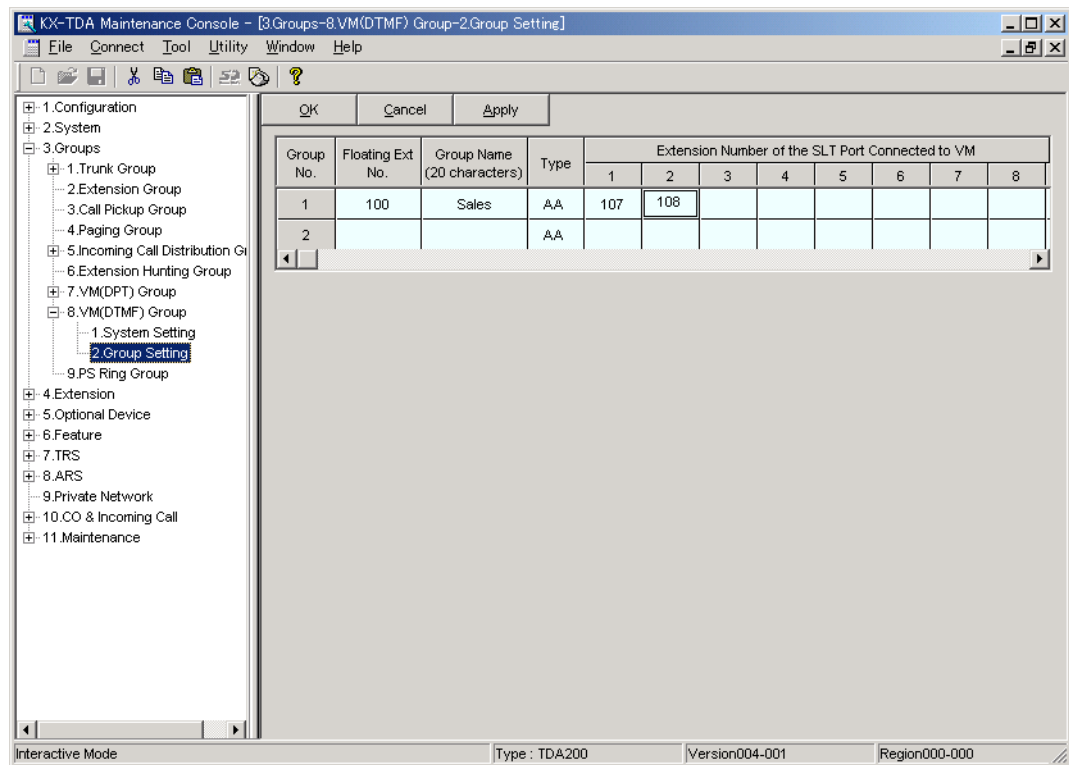 KX-TDA Maintenance Console - [3.Groups-8.VM(DTMF) Group-2.Group Setting]
File Connect Tool Utility Window Help
OK Cancel Apply
1.Configuration
2.System
3.Groups
1.Trunk Group
2.Extension Group
3.Call Pickup Group
4.Paging Group
5.Incoming Call Distribution Gr
6.Extension Hunting Group
7.VM(DPT) Group
8.VM(DTMF) Group
1.System Setting
2.Group Setting
9.PS Ring Group
4.Extension
5.Optional Device
6.Feature
7.TRS
8.ARS
9.Private Network
10.CO & Incoming Call
11.Maintenance
Group No. Floating Ext No. Group Name (20 characters) Type Extension Number of the SLT Port Connected to VM
1 2 3 4 5 6 7 8
1 100 Sales AA 107 108
2 AA
Interactive Mode Type : TDA200 Version004-001 Region000-000